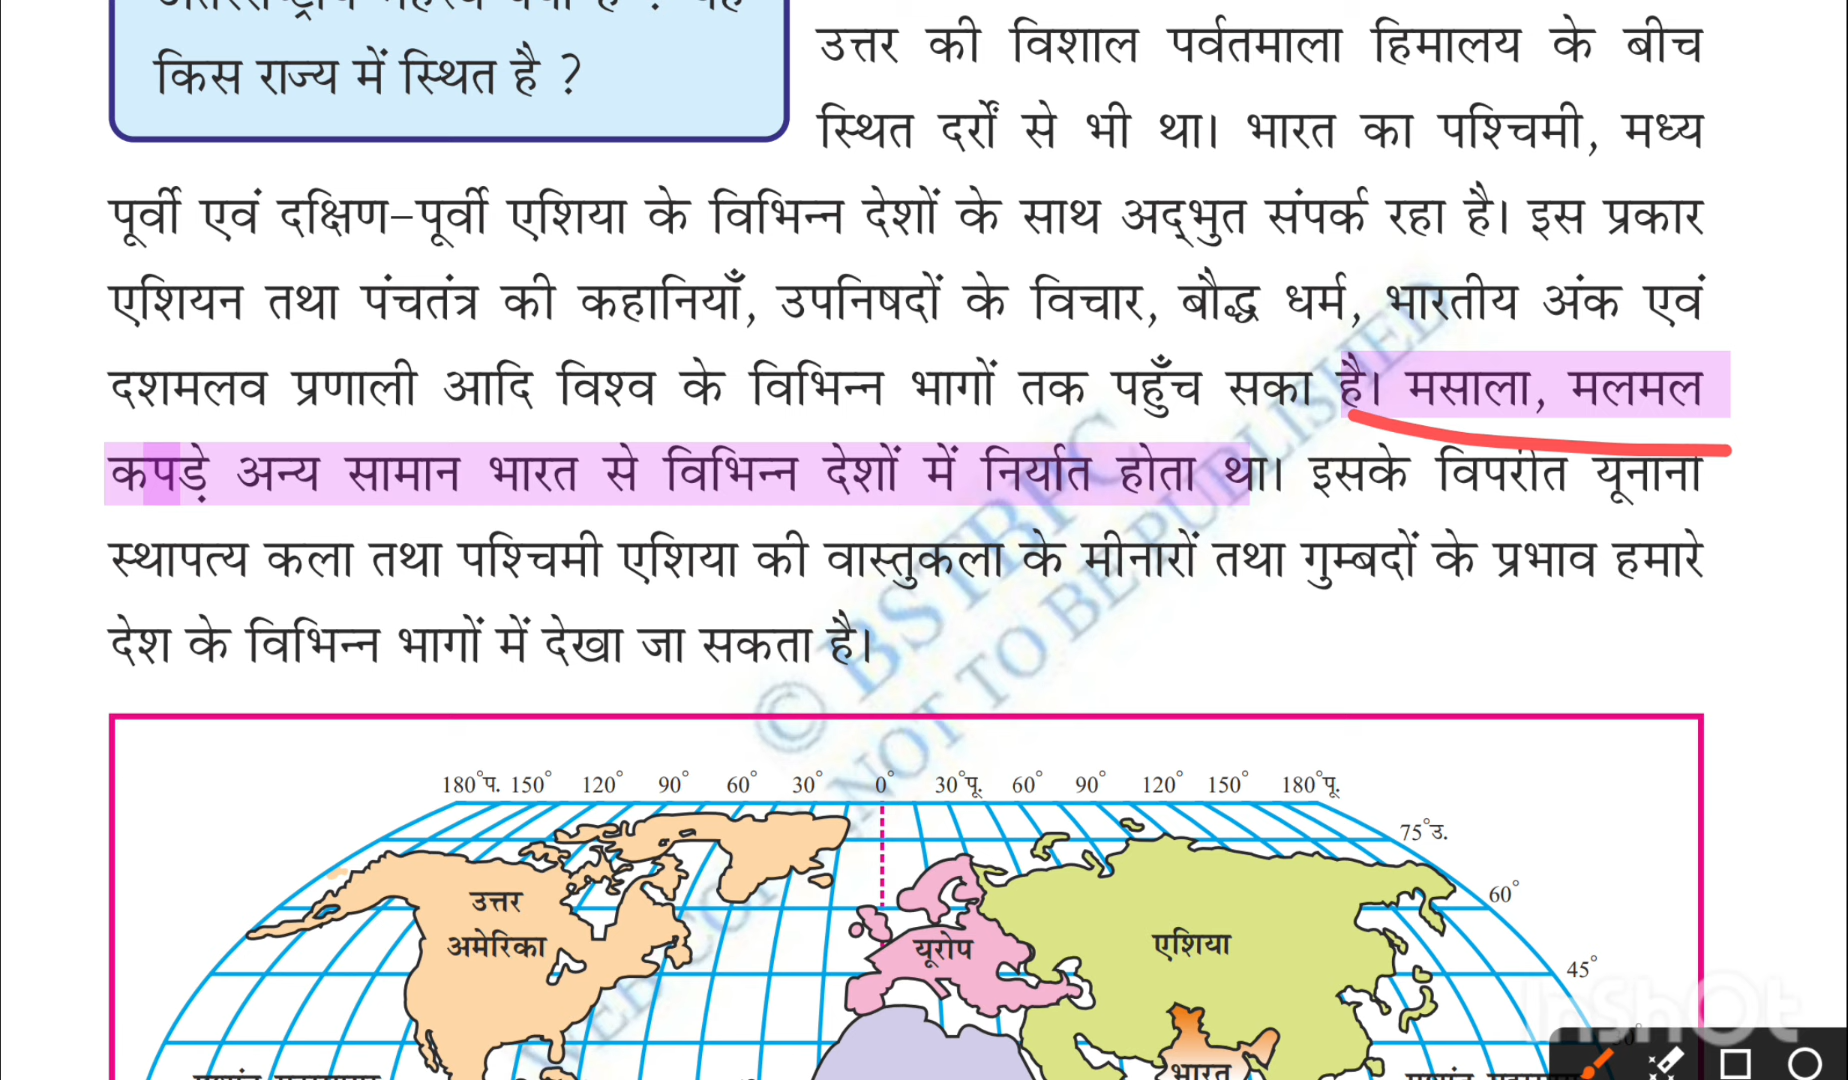 किस राज्य में स्थित है ?
उत्तर की विशाल पर्वतमाला हिमालय के बीच
स्थित दर्रों से भी था। भारत का पश्चिमी, मध्य
पूर्वी एवं दक्षिण-पूर्वी एशिया के विभिन्न देशों के साथ अद्भुत संपर्क रहा है। इस प्रकार
एशियन तथा पंचतंत्र की कहानियाँ, उपनिषदों के विचार, बौद्ध धर्म, भारतीय अंक एवं
दशमलव प्रणाली आदि विश्व के विभिन्न भागों तक पहुँच सका है। मसाला, मलमल
कपड़े अन्य सामान भारत से विभिन्न देशों में निर्यात होता था। इसके विपरीत यूनानी
स्थापत्य कला तथा पश्चिमी एशिया की वास्तुकला के मीनारों तथा गुम्बदों के प्रभाव हमारे
देश के विभिन्न भागों में देखा जा सकता है।
© BSTBPC
NOT TO BE PUBLISHED
180°प. 150° 120° 90° 60° 30° 0° 30°पू. 60° 90° 120° 150° 180°पू.
75°उ.
60°
उत्तर
अमेरिका
यूरोप
एशिया
45°
InShOt
भारत